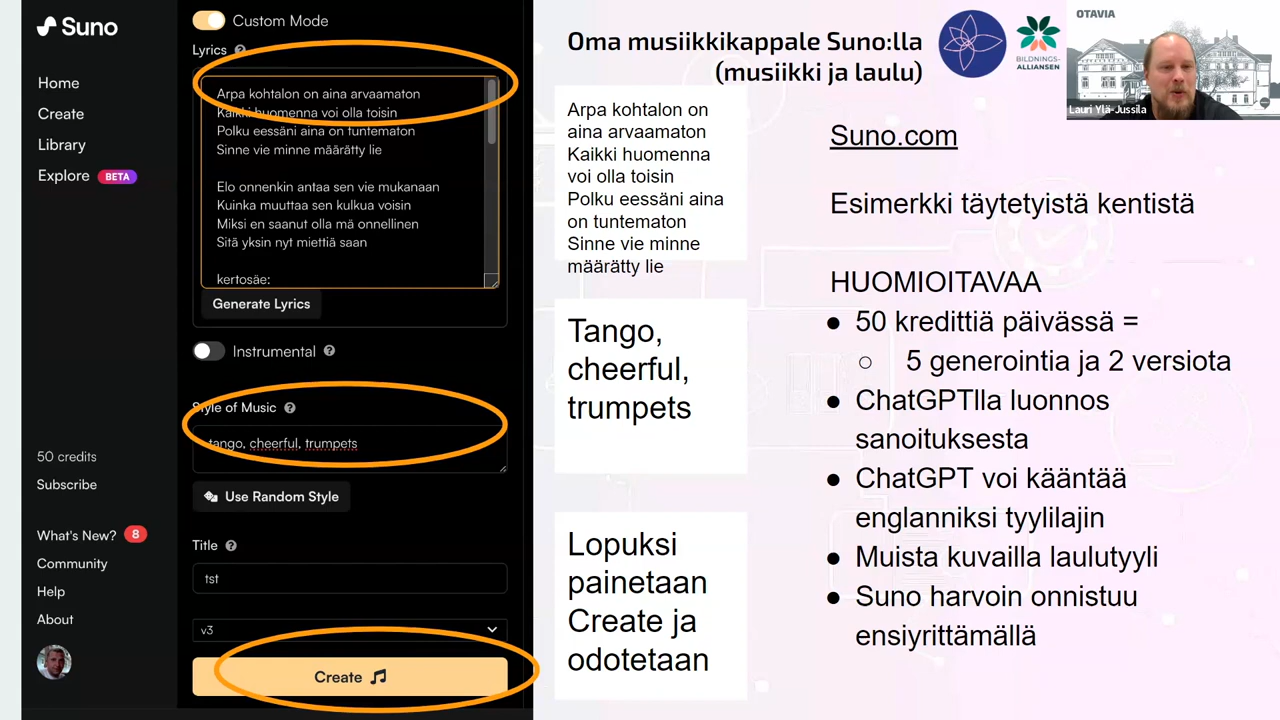 Suno
Home
Create
Library
Explore BETA
50 credits
Subscribe
What's New? 8
Community
Help
About
Custom Mode
Lyrics ?
Arpa kohtalon on aina arvaamaton
Kaikki huomenna voi olla toisin
Polku eessäni aina on tuntematon
Sinne vie minne määrätty lie
Elo onnenkin antaa sen vie mukanaan
Kuinka muuttaa sen kulkua voisin
Miksi en saanut olla mä onnellinen
Sitä yksin nyt miettiä saan
kertosäe:
Generate Lyrics
Instrumental ?
Style of Music ?
tango, cheerful, trumpets
Use Random Style
Title ?
tst
v3
Create
Oma musiikkikappale Suno:lla
(musiikki ja laulu)
Arpa kohtalon on
aina arvaamaton
Kaikki huomenna
voi olla toisin
Polku eessäni aina
on tuntematon
Sinne vie minne
määrätty lie
Tango,
cheerful,
trumpets
Lopuksi
painetaan
Create ja
odotetaan
BILDNINGS-
ALLIANSEN
OTAVIA
Lauri Ylä-Jussila
Suno.com
Esimerkki täytetyistä kentistä
HUOMIOITAVAA
● 50 kredittiä päivässä =
○ 5 generointia ja 2 versiota
● ChatGPTlla luonnos
sanoituksesta
● ChatGPT voi kääntää
englanniksi tyylilajin
● Muista kuvailla laulutyyli
● Suno harvoin onnistuu
ensiyrittämällä